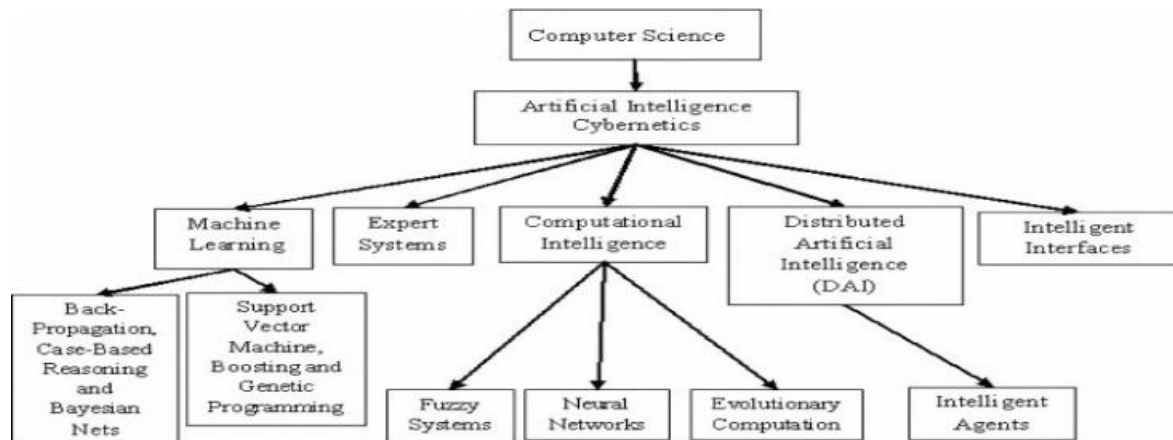 Computer Science
Artificial Intelligence
Cybernetics
Machine
Learning
Expert
Systems
Computational
Intelligence
Distributed
Artificial
Intelligence
(DAI)
Intelligent
Interfaces
Back-
Propagation,
Case-Based
Reasoning
and
Bayesian
Nets
Support
Vector
Machine,
Boosting and
Genetic
Programming
Fuzzy
Systems
Neural
Networks
Evolutionary
Computation
Intelligent
Agents